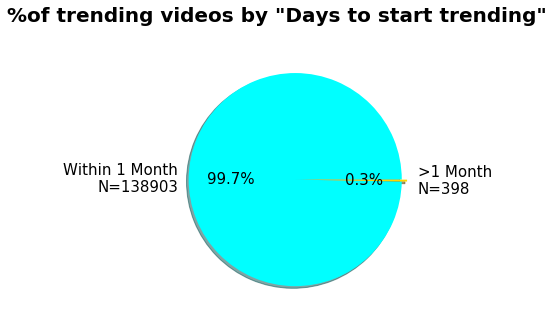 %of trending videos by "Days to start trending"
Within 1 Month
N=138903
99.7%
0.3%
>1 Month
N=398